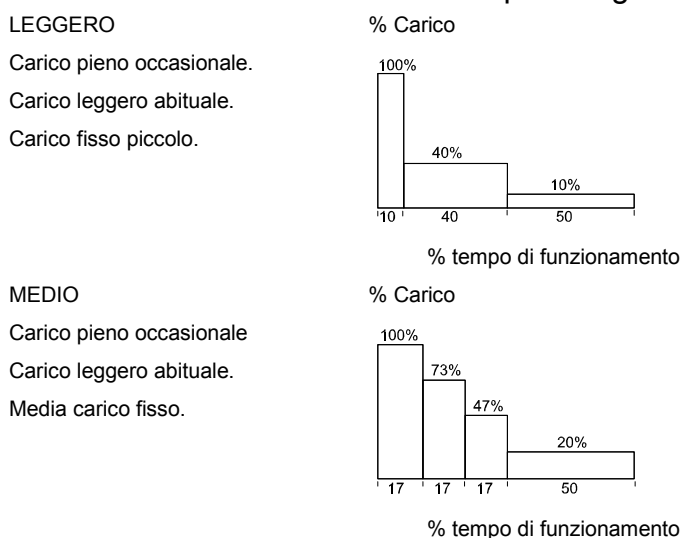 LEGGERO
% Carico
Carico pieno occasionale.
Carico leggero abituale.
Carico fisso piccolo.
100%
40%
10%
10 40 50
% tempo di funzionamento
MEDIO
% Carico
Carico pieno occasionale
Carico leggero abituale.
Media carico fisso.
100%
73%
47%
20%
17 17 17 50
% tempo di funzionamento